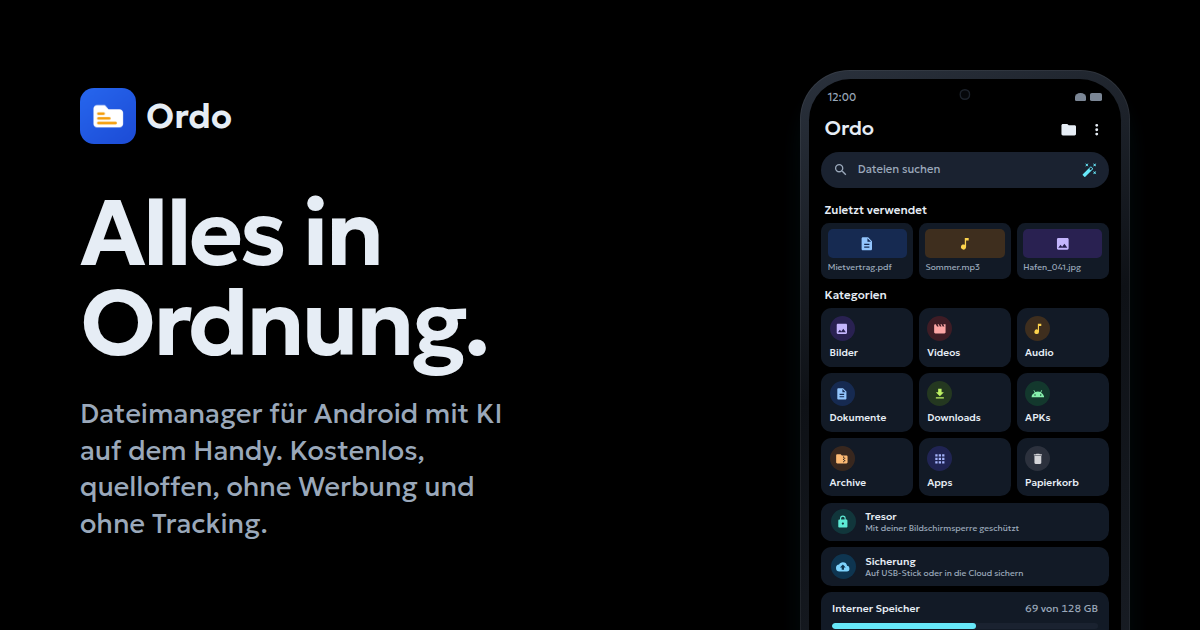 Ordo
Alles in
Ordnung.
Dateimanager für Android mit KI
auf dem Handy. Kostenlos,
quelloffen, ohne Werbung und
ohne Tracking.
12:00
Ordo
Dateien suchen
Zuletzt verwendet
Mietvertrag.pdf
Sommer.mp3
Hafen_041.jpg
Kategorien
Bilder
Videos
Audio
Dokumente
Downloads
APKs
Archive
Apps
Papierkorb
Tresor
Mit deiner Bildschirmsperre geschützt
Sicherung
Auf USB-Stick oder in die Cloud sichern
Interner Speicher
69 von 128 GB